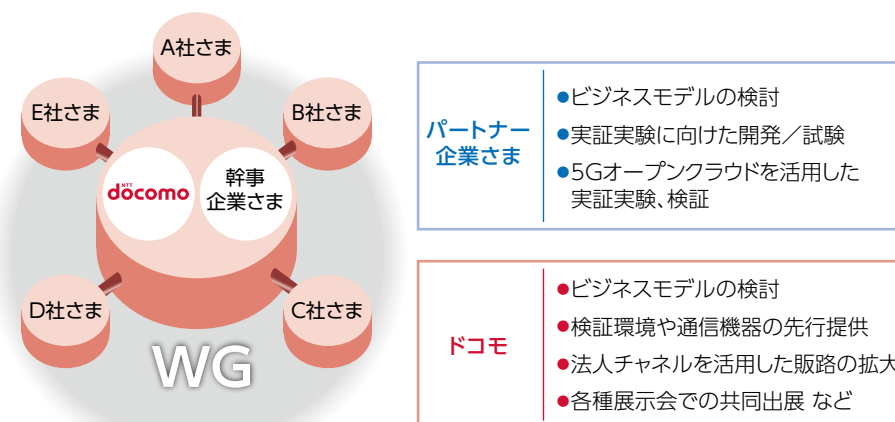 A社さま
E社さま
B社さま
NTT
döcomo
幹事
企業さま
D社さま
C社さま
WG
パートナー
企業さま
●ビジネスモデルの検討
●実証実験に向けた開発／試験
●5Gオープンクラウドを活用した
実証実験、検証
ドコモ
●ビジネスモデルの検討
●検証環境や通信機器の先行提供
●法人チャネルを活用した販路の拡大
●各種展示会での共同出展 など